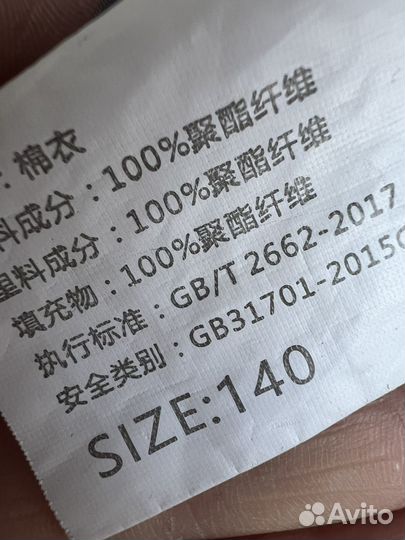 : 棉衣
料成分 : 100%聚酯纤维
里料成分 : 100%聚酯纤维
填充物 : 100%聚酯纤维
执行标准 : GB/T 2662-2017
安全类别 : GB31701-2015
SIZE:140
Avito